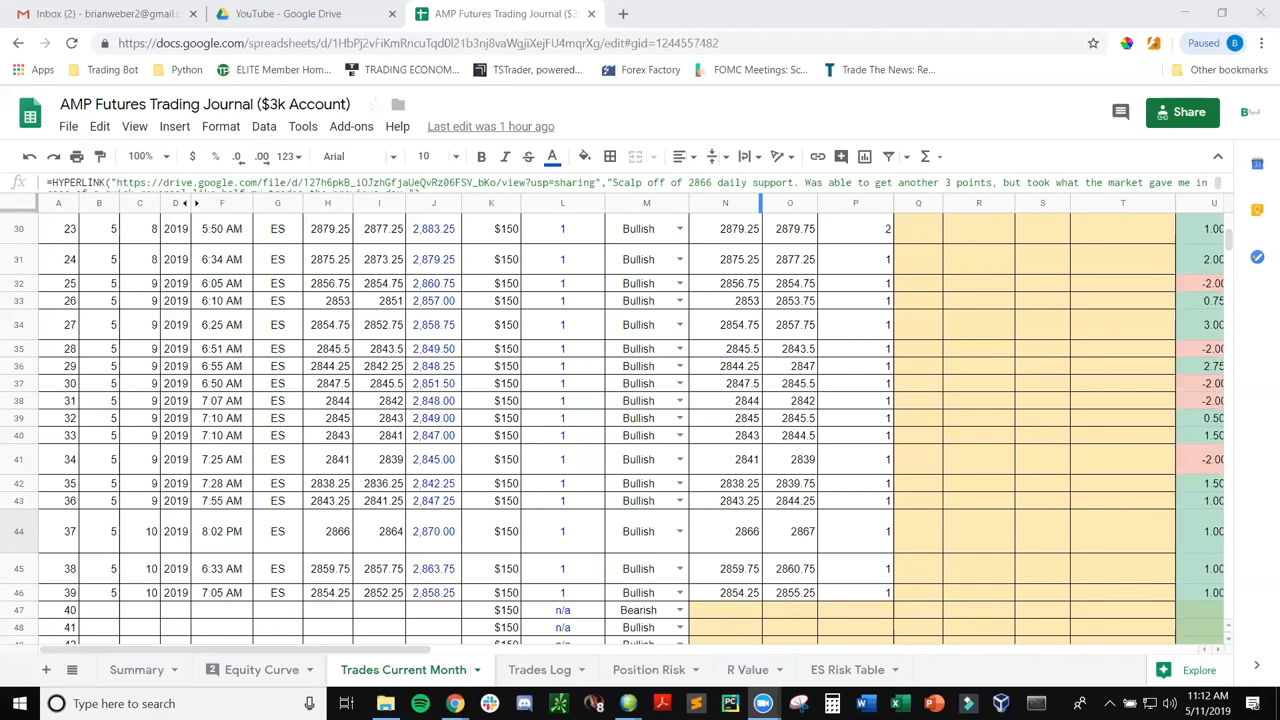 Inbox (2) - brianweber2@gmail.c
YouTube - Google Drive
AMP Futures Trading Journal ($3k
https://docs.google.com/spreadsheets/d/1HbPj2vFiKmRncuTqd0l21b3nj8vaWgjiXejFU4mqrXg/edit#gid=1244557482
Paused B
Apps Trading Bot Python ELITE Member Hom... TRADING ECONOM... TSTrader, powered... Forex Factory FOMC Meetings: Sc... Trade The News: Re... Other bookmarks
AMP Futures Trading Journal ($3k Account)
Share
File Edit View Insert Format Data Tools Add-ons Help Last edit was 1 hour ago
100% $ % .0 .00 123 Arial 10 B I S A
fx =HYPERLINK("https://drive.google.com/file/d/127h6pkB_iOJzhGfjaUeQvRz06FSV_bKo/view?usp=sharing","Scalp off of 2866 daily support. Was able to get another 3 points, but took what the market gave me in
A B C D F G H I J K L M N O P Q R S T U
30 23 5 8 2019 5:50 AM ES 2879.25 2877.25 2,883.25 $150 1 Bullish 2879.25 2879.75 2 1.00
31 24 5 8 2019 6:34 AM ES 2875.25 2873.25 2,879.25 $150 1 Bullish 2875.25 2877.25 1 2.00
32 25 5 9 2019 6:05 AM ES 2856.75 2854.75 2,860.75 $150 1 Bullish 2856.75 2854.75 1 -2.00
33 26 5 9 2019 6:10 AM ES 2853 2851 2,857.00 $150 1 Bullish 2853 2853.75 1 0.75
34 27 5 9 2019 6:25 AM ES 2854.75 2852.75 2,858.75 $150 1 Bullish 2854.75 2857.75 1 3.00
35 28 5 9 2019 6:51 AM ES 2845.5 2843.5 2,849.50 $150 1 Bullish 2845.5 2843.5 1 -2.00
36 29 5 9 2019 6:55 AM ES 2844.25 2842.25 2,848.25 $150 1 Bullish 2844.25 2847 1 2.75
37 30 5 9 2019 6:50 AM ES 2847.5 2845.5 2,851.50 $150 1 Bullish 2847.5 2845.5 1 -2.00
38 31 5 9 2019 7:07 AM ES 2844 2842 2,848.00 $150 1 Bullish 2844 2842 1 -2.00
39 32 5 9 2019 7:10 AM ES 2845 2843 2,849.00 $150 1 Bullish 2845 2845.5 1 0.50
40 33 5 9 2019 7:10 AM ES 2843 2841 2,847.00 $150 1 Bullish 2843 2844.5 1 1.50
41 34 5 9 2019 7:25 AM ES 2841 2839 2,845.00 $150 1 Bullish 2841 2839 1 -2.00
42 35 5 9 2019 7:28 AM ES 2838.25 2836.25 2,842.25 $150 1 Bullish 2838.25 2839.75 1 1.50
43 36 5 9 2019 7:55 AM ES 2843.25 2841.25 2,847.25 $150 1 Bullish 2843.25 2844.25 1 1.00
44 37 5 10 2019 8:02 PM ES 2866 2864 2,870.00 $150 1 Bullish 2866 2867 1 1.00
45 38 5 10 2019 6:33 AM ES 2859.75 2857.75 2,863.75 $150 1 Bullish 2859.75 2860.75 1 1.00
46 39 5 10 2019 7:05 AM ES 2854.25 2852.25 2,858.25 $150 1 Bullish 2854.25 2855.25 1 1.00
47 40 $150 n/a Bearish
48 41 $150 n/a Bullish
Summary 2 Equity Curve Trades Current Month Trades Log Position Risk R Value ES Risk Table Explore
Type here to search
11:12 AM
5/11/2019